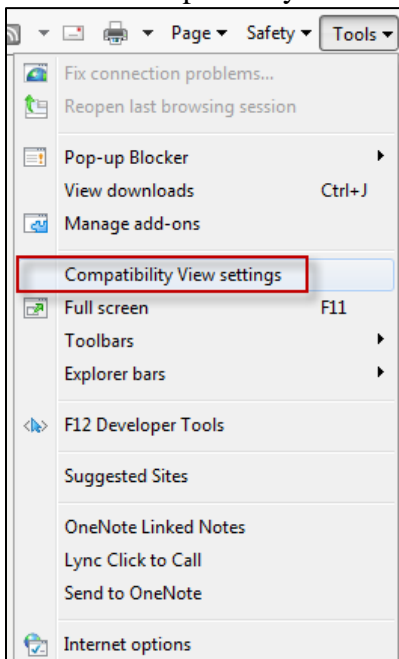 Page Safety Tools
Fix connection problems...
Reopen last browsing session
Pop-up Blocker
View downloads Ctrl+J
Manage add-ons
Compatibility View settings
Full screen F11
Toolbars
Explorer bars
F12 Developer Tools
Suggested Sites
OneNote Linked Notes
Lync Click to Call
Send to OneNote
Internet options